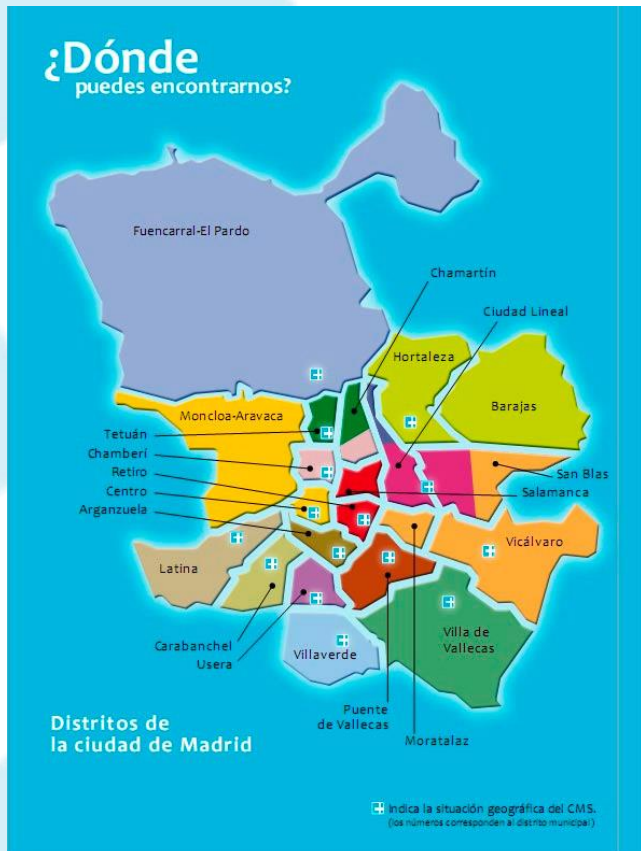 ¿Dónde
puedes encontrarnos?
Fuencarral-El Pardo
Chamartín
Ciudad Lineal
Hortaleza
Barajas
Moncloa-Aravaca
Tetuán
Chamberí
Retiro
Centro
Arganzuela
San Blas
Salamanca
Vicálvaro
Latina
Carabanchel
Usera
Villaverde
Villa de
Vallecas
Puente
de Vallecas
Moratalaz
Distritos de
la ciudad de Madrid
Indica la situación geográfica del CMS.
(los números corresponden al distrito municipal)